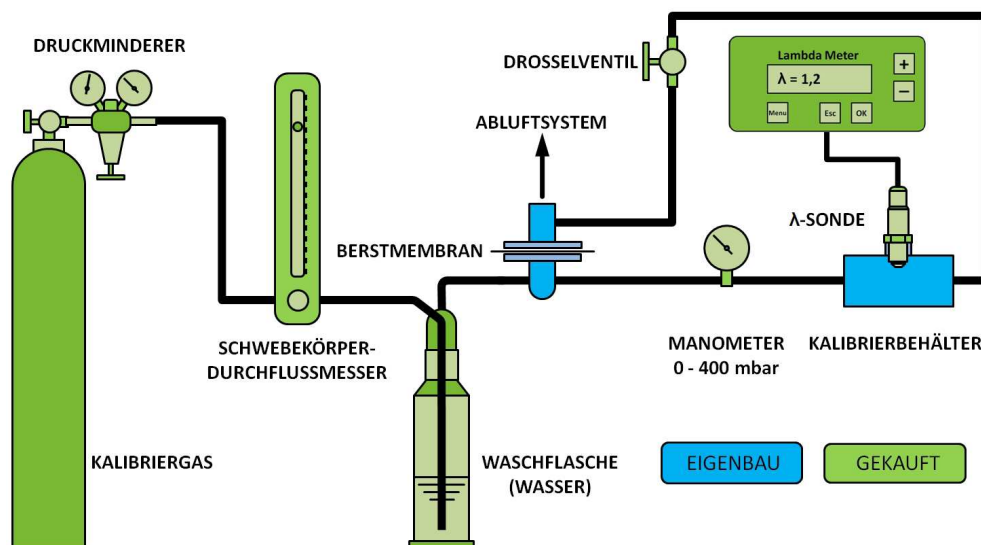 DRUCKMINDERER
DROSSELVENTIL
Lambda Meter
λ = 1,2
+
−
Menu
Esc
OK
ABLUFTSYSTEM
λ-SONDE
BERSTMEMBRAN
SCHWEBEKÖRPER-
DURCHFLUSSMESSER
MANOMETER
0 - 400 mbar
KALIBRIERBEHÄLTER
KALIBRIERGAS
WASCHFLASCHE
(WASSER)
EIGENBAU
GEKAUFT